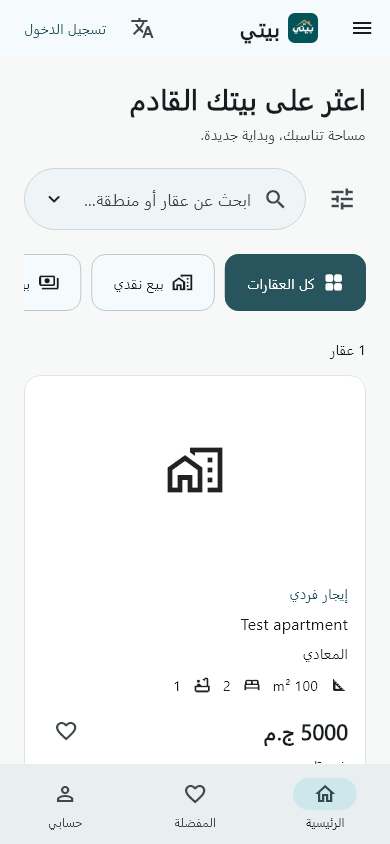 بيتي
تسجيل الدخول
اعثر على بيتك القادم
مساحة تناسبك، وبداية جديدة.
ابحث عن عقار أو منطقة...
كل العقارات
بيع نقدي
1 عقار
إيجار فردي
Test apartment
المعادي
100 m² 2 1
5000 ج.م
الرئيسية
المفضلة
حسابي